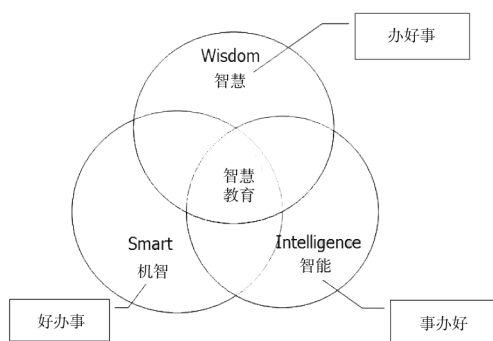 办好事
Wisdom
智慧
智慧
教育
Smart
机智
Intelligence
智能
好办事
事办好